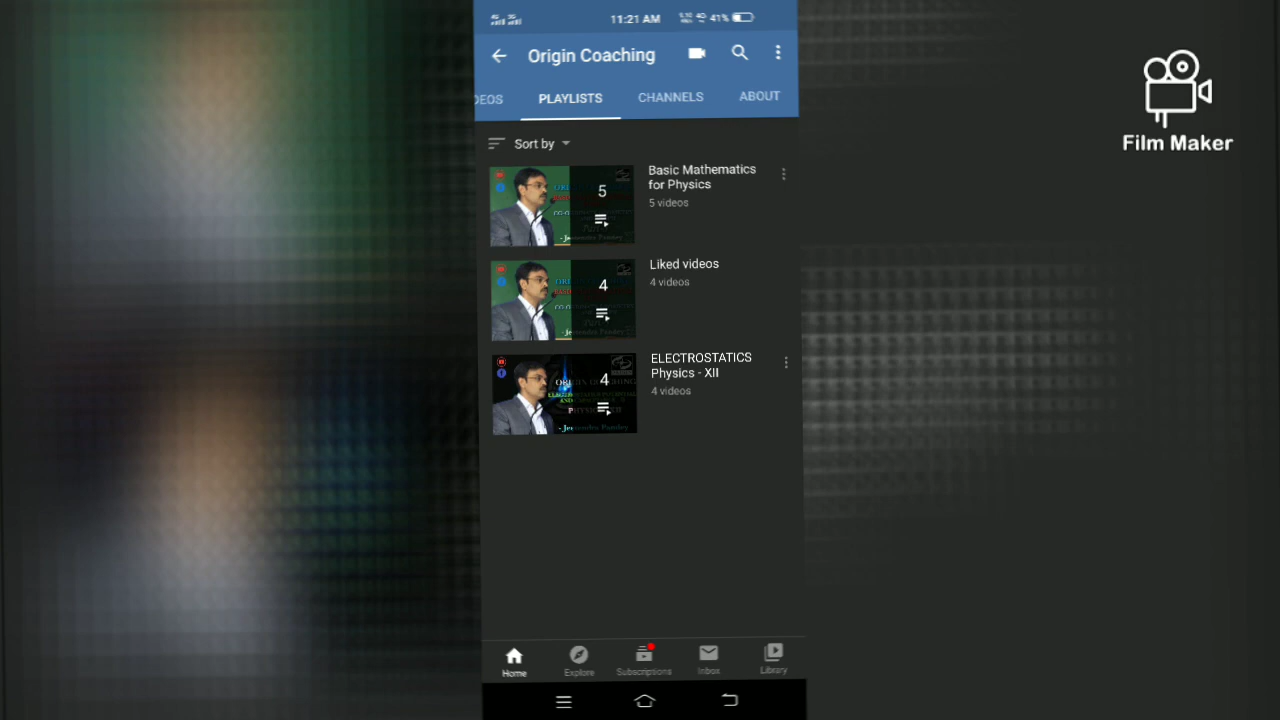 11:21 AM
41%
Origin Coaching
DEOS PLAYLISTS CHANNELS ABOUT
Film Maker
Sort by
Basic Mathematics
for Physics
5
5 videos
Liked videos
4
4 videos
ELECTROSTATICS
Physics - XII
4
4 videos
Home Explore Subscriptions Inbox Library